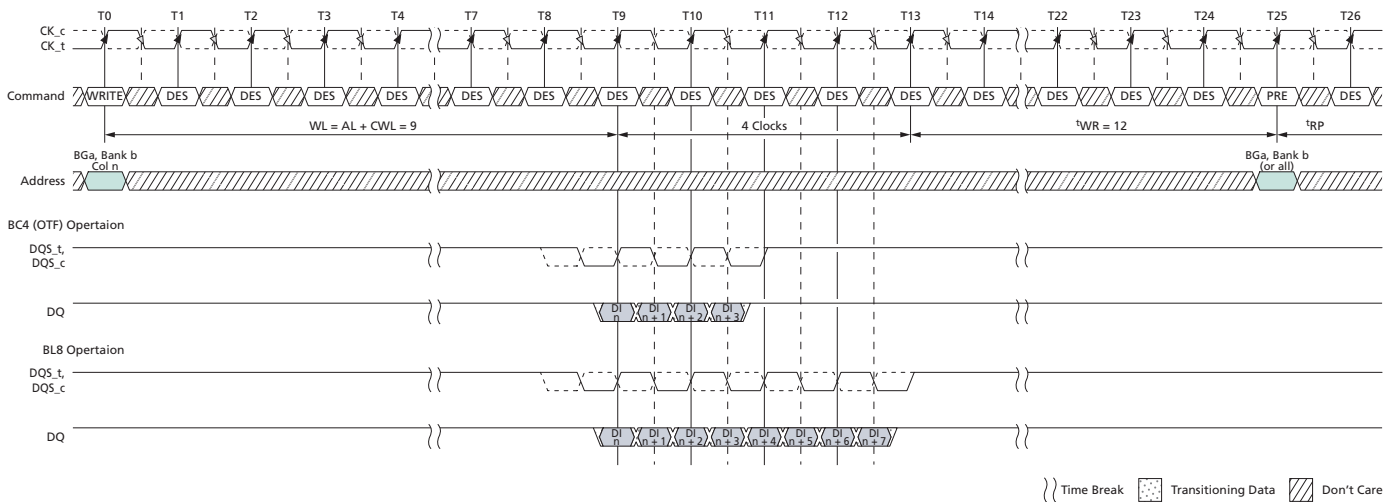 T0 T1 T2 T3 T4 T7 T8 T9 T10 T11 T12 T13 T14 T22 T23 T24 T25 T26
CK_c
CK_t
Command WRITE DES DES DES DES DES DES DES DES DES DES DES DES DES DES DES PRE DES
WL = AL + CWL = 9 4 Clocks tWR = 12 tRP
BGa, Bank b
Col n
BGa, Bank b
(or all)
Address
BC4 (OTF) Opertaion
DQS_t,
DQS_c
DQ
DI n DI n + 1 DI n + 2 DI n + 3
BL8 Opertaion
DQS_t,
DQS_c
DQ
DI n DI n + 1 DI n + 2 DI n + 3 DI n + 4 DI n + 5 DI n + 6 DI n + 7
Time Break Transitioning Data Don't Care